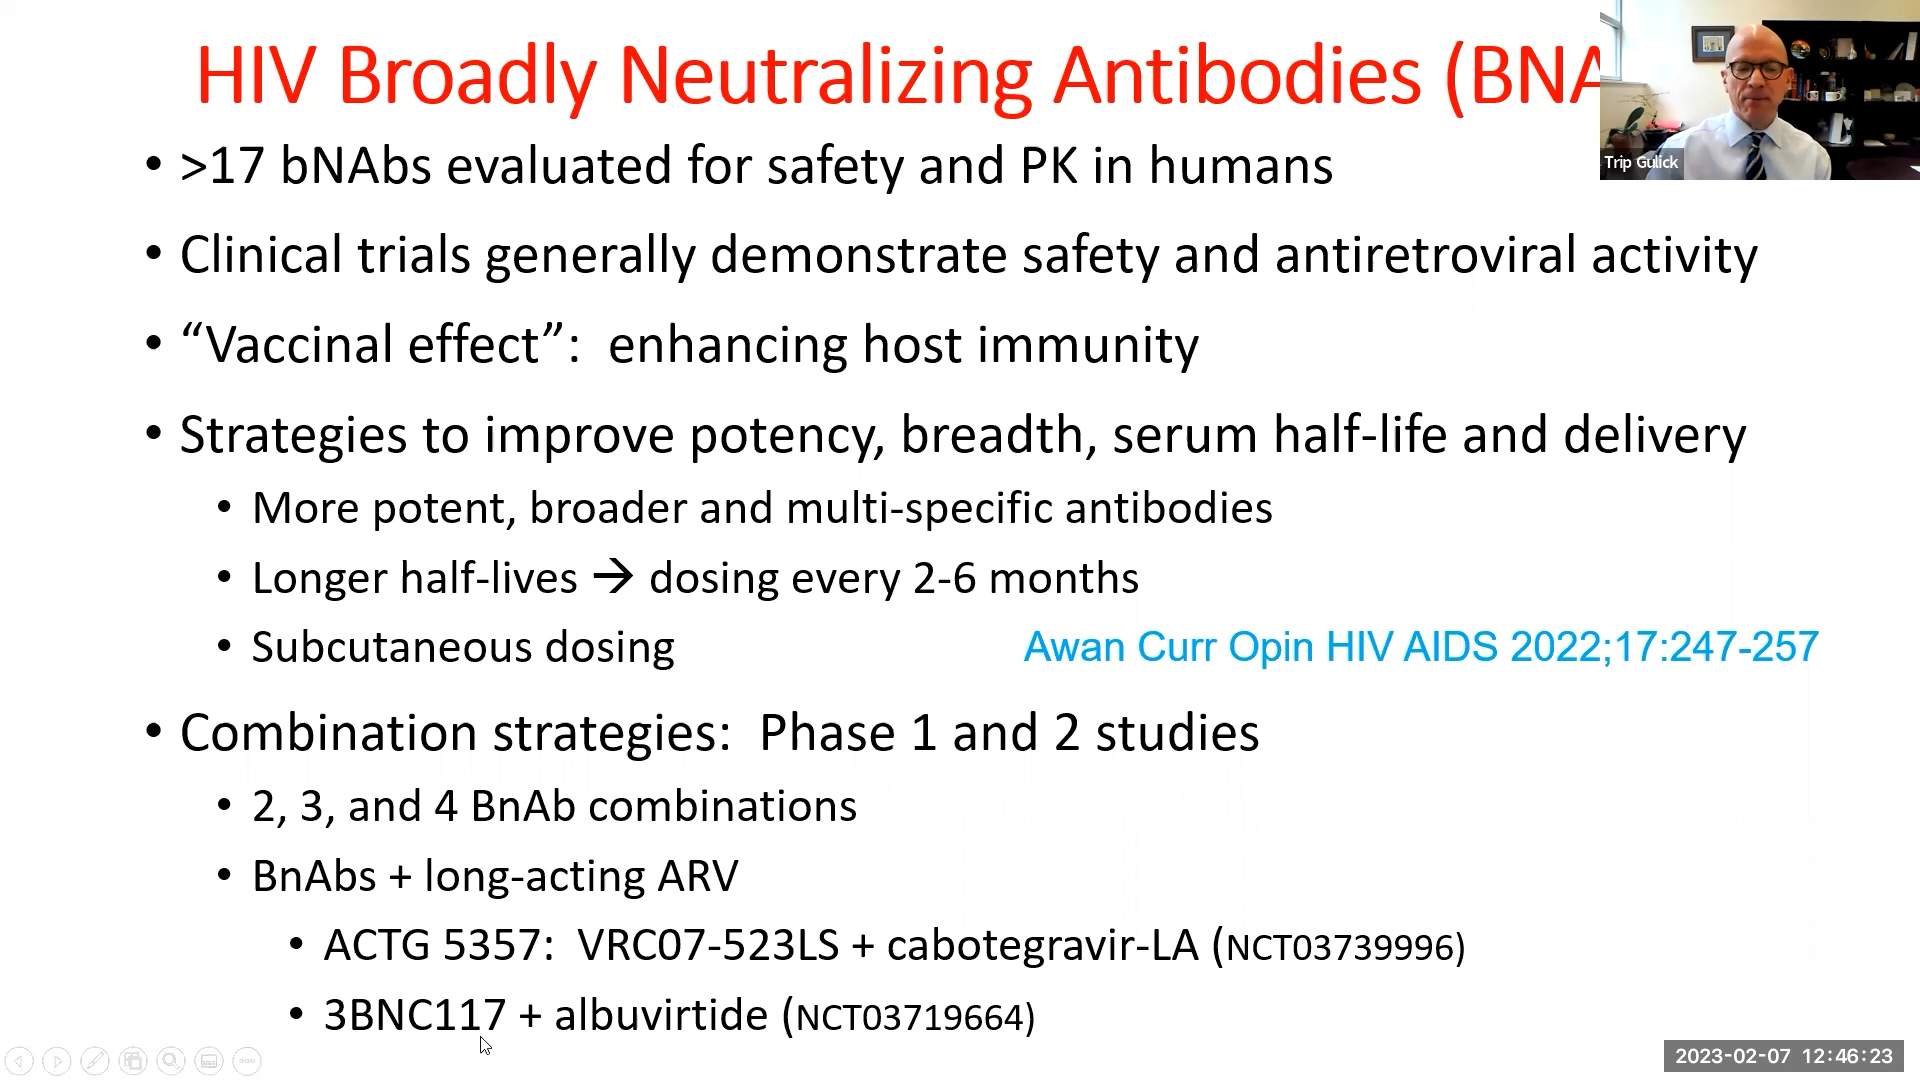 HIV Broadly Neutralizing Antibodies (BNA
Trip Gulick
• >17 bNAbs evaluated for safety and PK in humans
• Clinical trials generally demonstrate safety and antiretroviral activity
• “Vaccinal effect”:  enhancing host immunity
• Strategies to improve potency, breadth, serum half-life and delivery
• More potent, broader and multi-specific antibodies
• Longer half-lives → dosing every 2-6 months
• Subcutaneous dosing
Awan Curr Opin HIV AIDS 2022;17:247-257
• Combination strategies:  Phase 1 and 2 studies
• 2, 3, and 4 BnAb combinations
• BnAbs + long-acting ARV
• ACTG 5357:  VRC07-523LS + cabotegravir-LA (NCT03739996)
• 3BNC117 + albuvirtide (NCT03719664)
2023-02-07 12:46:23